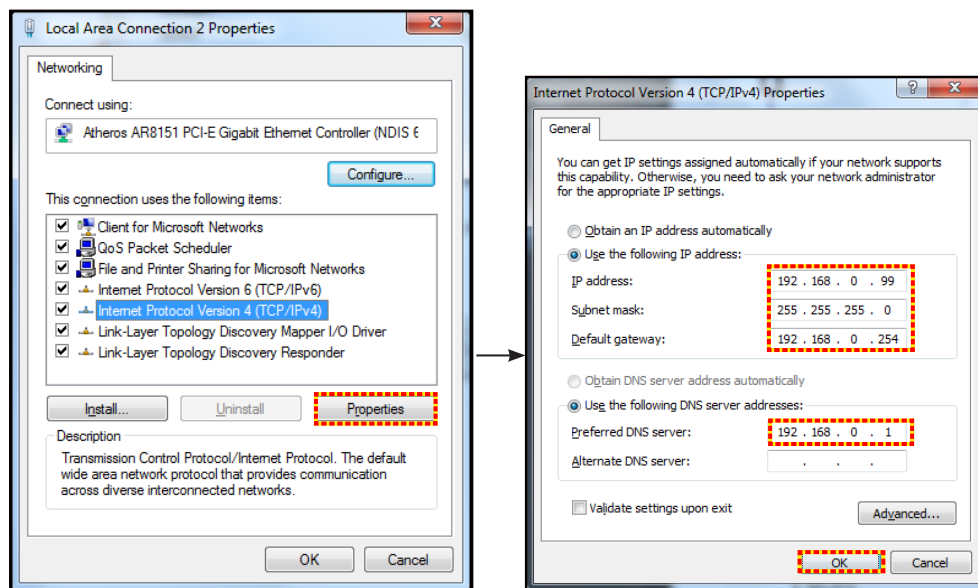 Local Area Connection 2 Properties
Networking
Connect using:
Atheros AR8151 PCI-E Gigabit Ethernet Controller (NDIS 6
Configure...
This connection uses the following items:
Client for Microsoft Networks
QoS Packet Scheduler
File and Printer Sharing for Microsoft Networks
Internet Protocol Version 6 (TCP/IPv6)
Internet Protocol Version 4 (TCP/IPv4)
Link-Layer Topology Discovery Mapper I/O Driver
Link-Layer Topology Discovery Responder
Install...
Uninstall
Properties
Description
Transmission Control Protocol/Internet Protocol. The default
wide area network protocol that provides communication
across diverse interconnected networks.
OK
Cancel
Internet Protocol Version 4 (TCP/IPv4) Properties
General
You can get IP settings assigned automatically if your network supports
this capability. Otherwise, you need to ask your network administrator
for the appropriate IP settings.
Obtain an IP address automatically
Use the following IP address:
IP address: 192 . 168 . 0 . 99
Subnet mask: 255 . 255 . 255 . 0
Default gateway: 192 . 168 . 0 . 254
Obtain DNS server address automatically
Use the following DNS server addresses:
Preferred DNS server: 192 . 168 . 0 . 1
Alternate DNS server: . . .
Validate settings upon exit
Advanced...
OK
Cancel